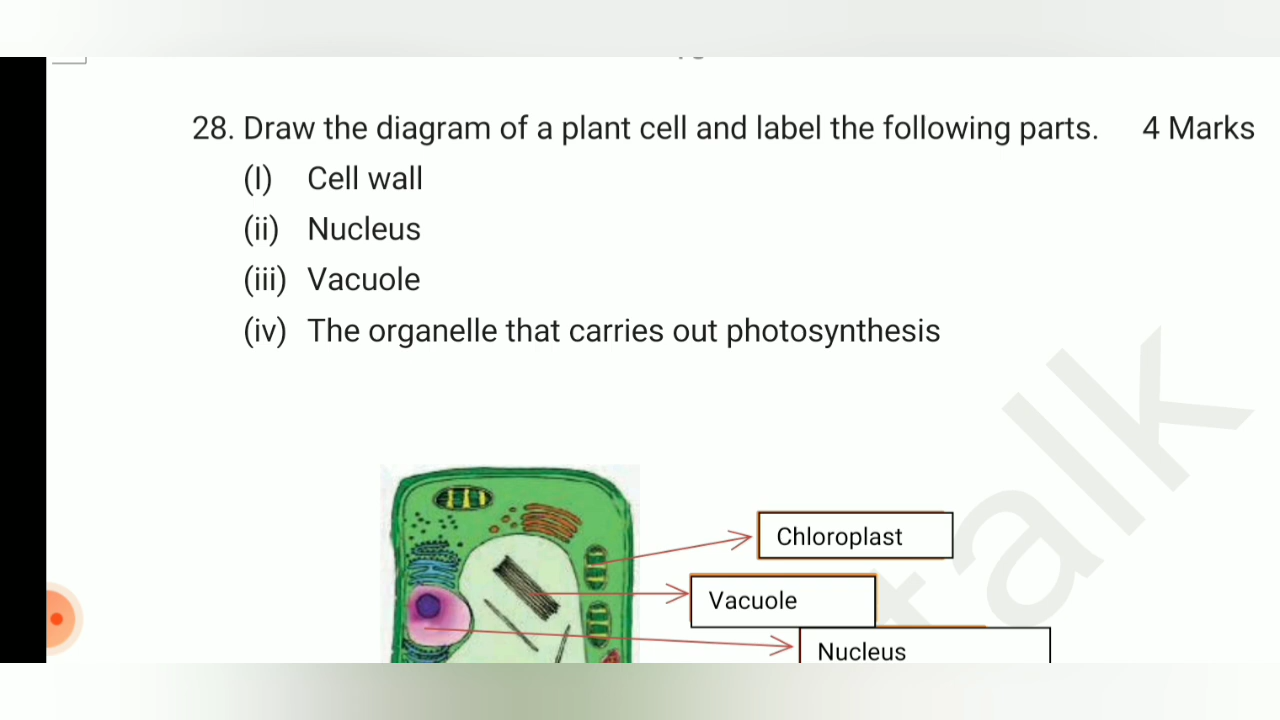 28. Draw the diagram of a plant cell and label the following parts. 4 Marks
(I) Cell wall
(ii) Nucleus
(iii) Vacuole
(iv) The organelle that carries out photosynthesis
talk
Chloroplast
Vacuole
Nucleus